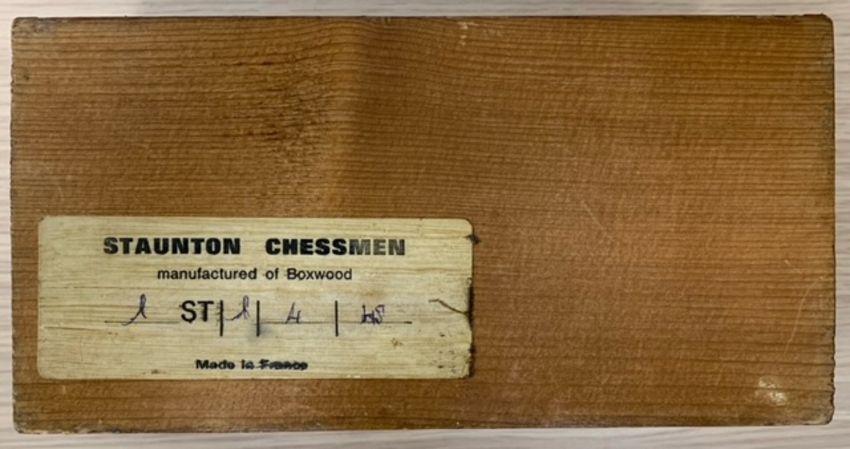 STAUNTON CHESSMEN
manufactured of Boxwood
ST 4
Made in France